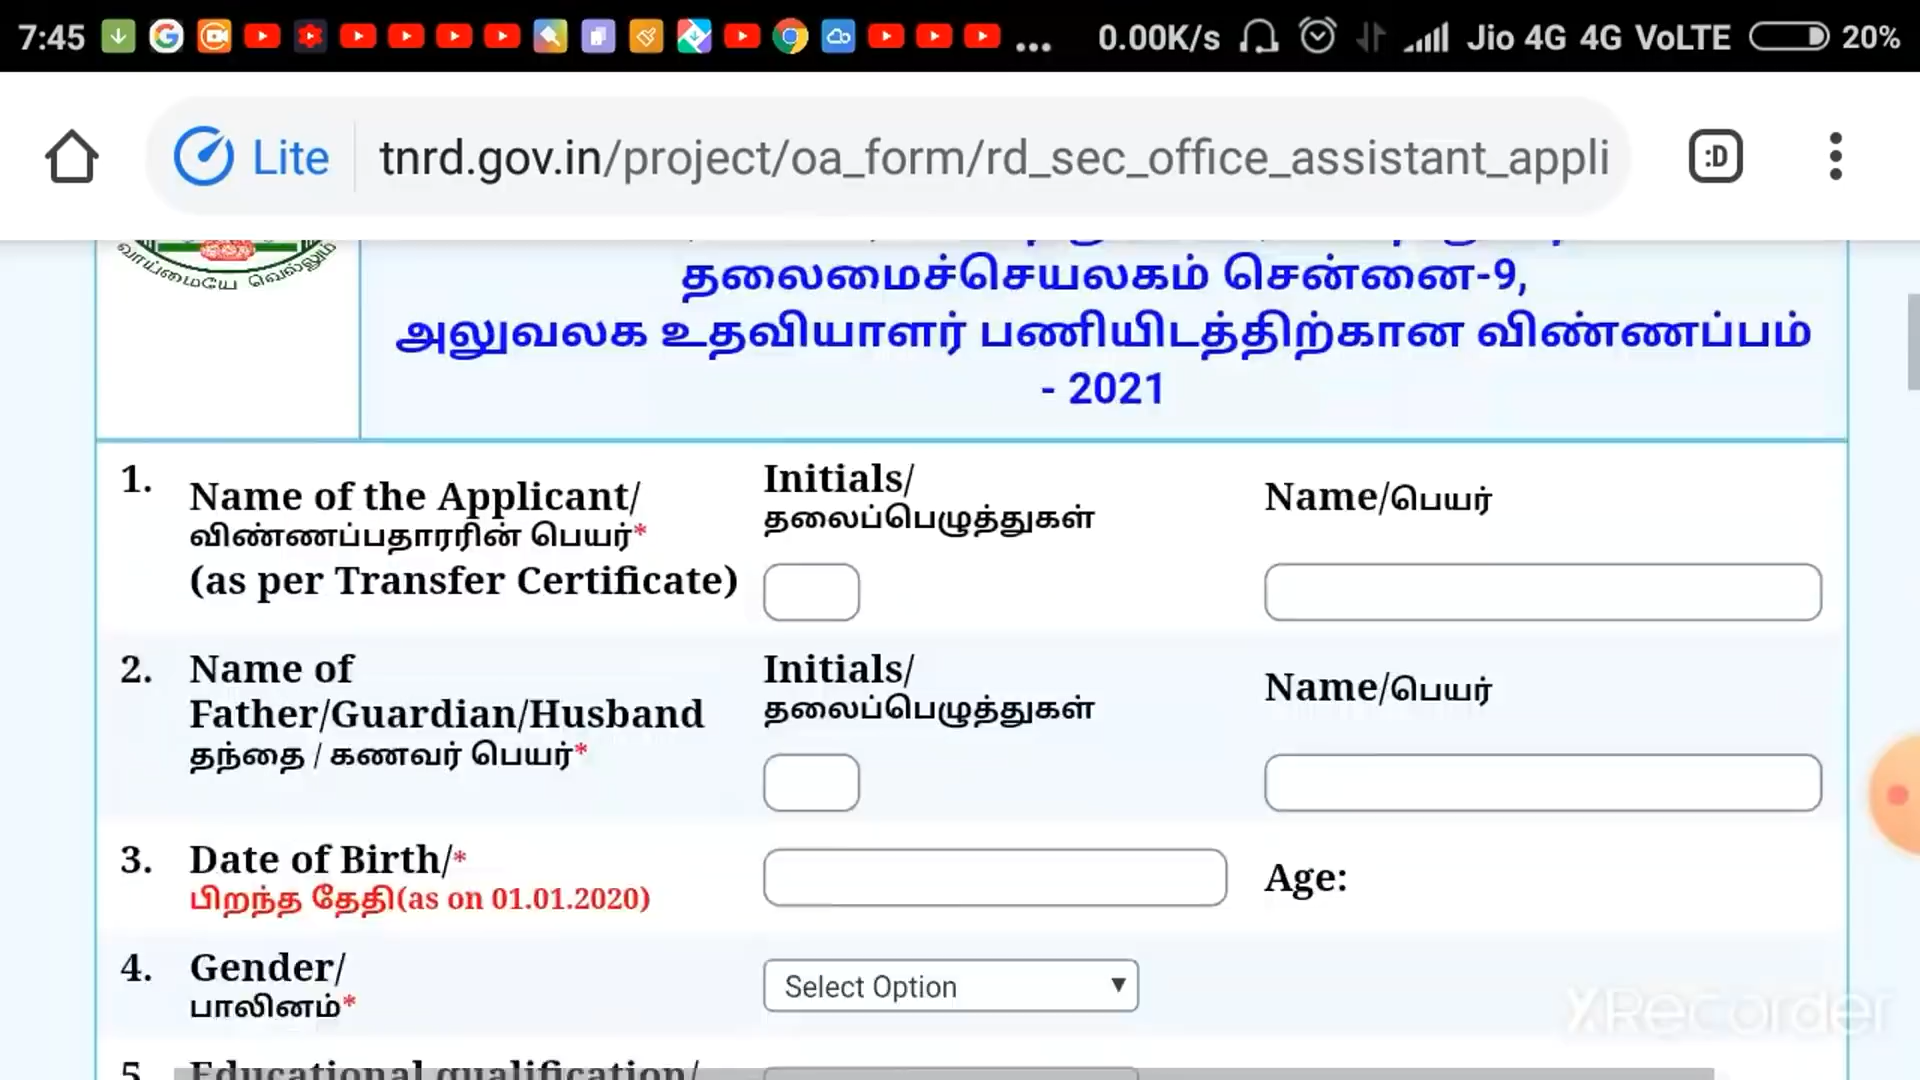 7:45 ... 0.00K/s Jio 4G 4G VoLTE 20%
Lite tnrd.gov.in/project/oa_form/rd_sec_office_assistant_appli :D
வாய்மையே வெல்லும்
தலைமைச்செயலகம் சென்னை-9,
அலுவலக உதவியாளர் பணியிடத்திற்கான விண்ணப்பம்
- 2021
1. Name of the Applicant/
விண்ணப்பதாரரின் பெயர்*
(as per Transfer Certificate)
Initials/
தலைப்பெழுத்துகள்
Name/பெயர்
2. Name of
Father/Guardian/Husband
தந்தை / கணவர் பெயர்*
Initials/
தலைப்பெழுத்துகள்
Name/பெயர்
3. Date of Birth/*
பிறந்த தேதி(as on 01.01.2020)
Age:
4. Gender/
பாலினம்*
Select Option
5. Educational qualification/
XRecorder